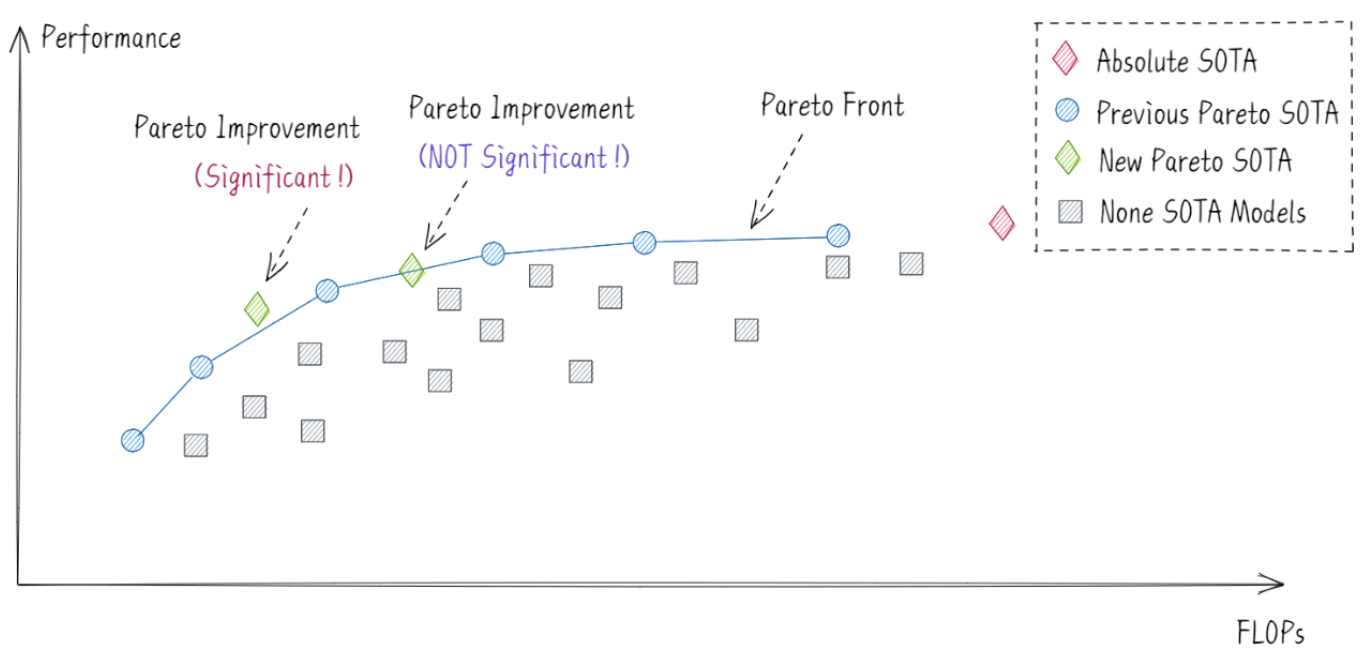 Performance
Pareto Improvement
(Significant!)
Pareto Improvement
(NOT Significant!)
Pareto Front
Absolute SOTA
Previous Pareto SOTA
New Pareto SOTA
None SOTA Models
FLOPs